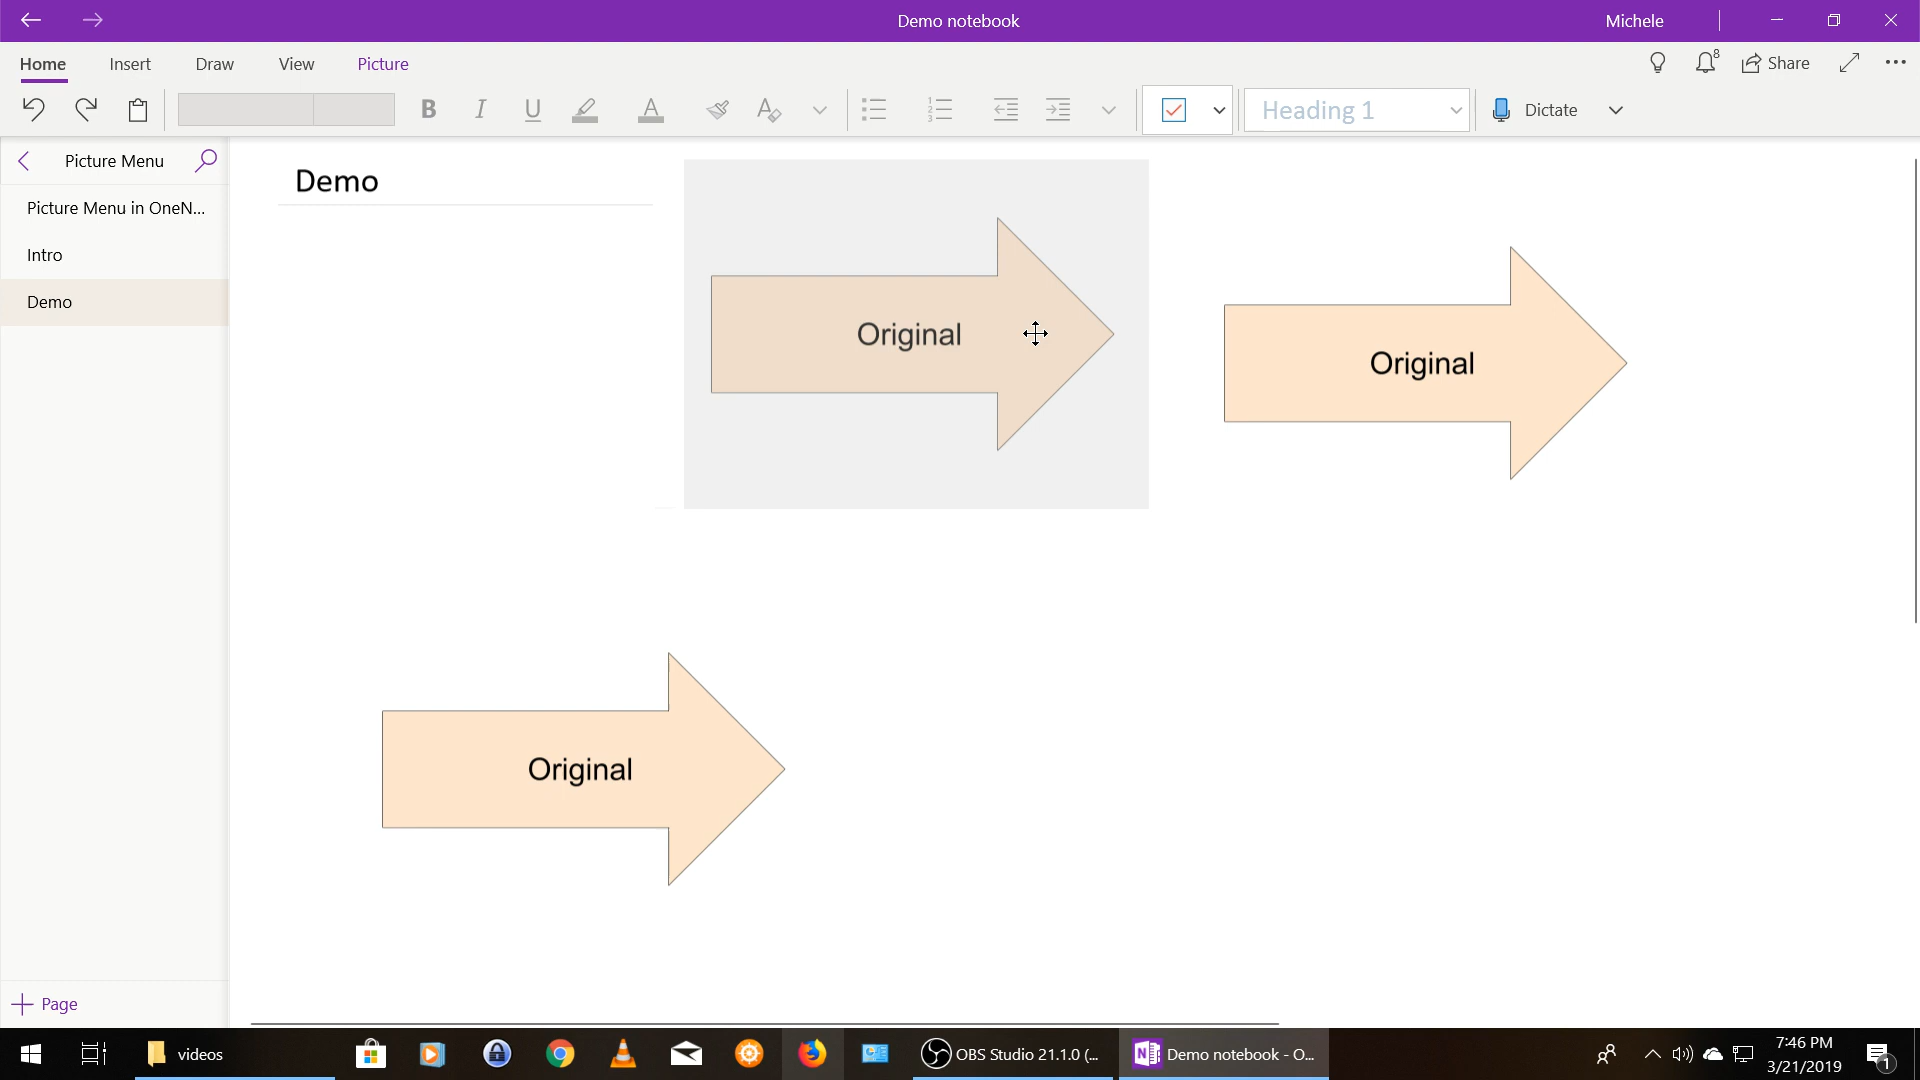 Demo notebook
Michele
Home Insert Draw View Picture
8
Share
B I U A A
Heading 1
Dictate
Picture Menu
Picture Menu in OneN...
Intro
Demo
Page
Demo
Original
Original
Original
videos
OBS Studio 21.1.0 (...
N
Demo notebook - O...
7:46 PM
3/21/2019
1